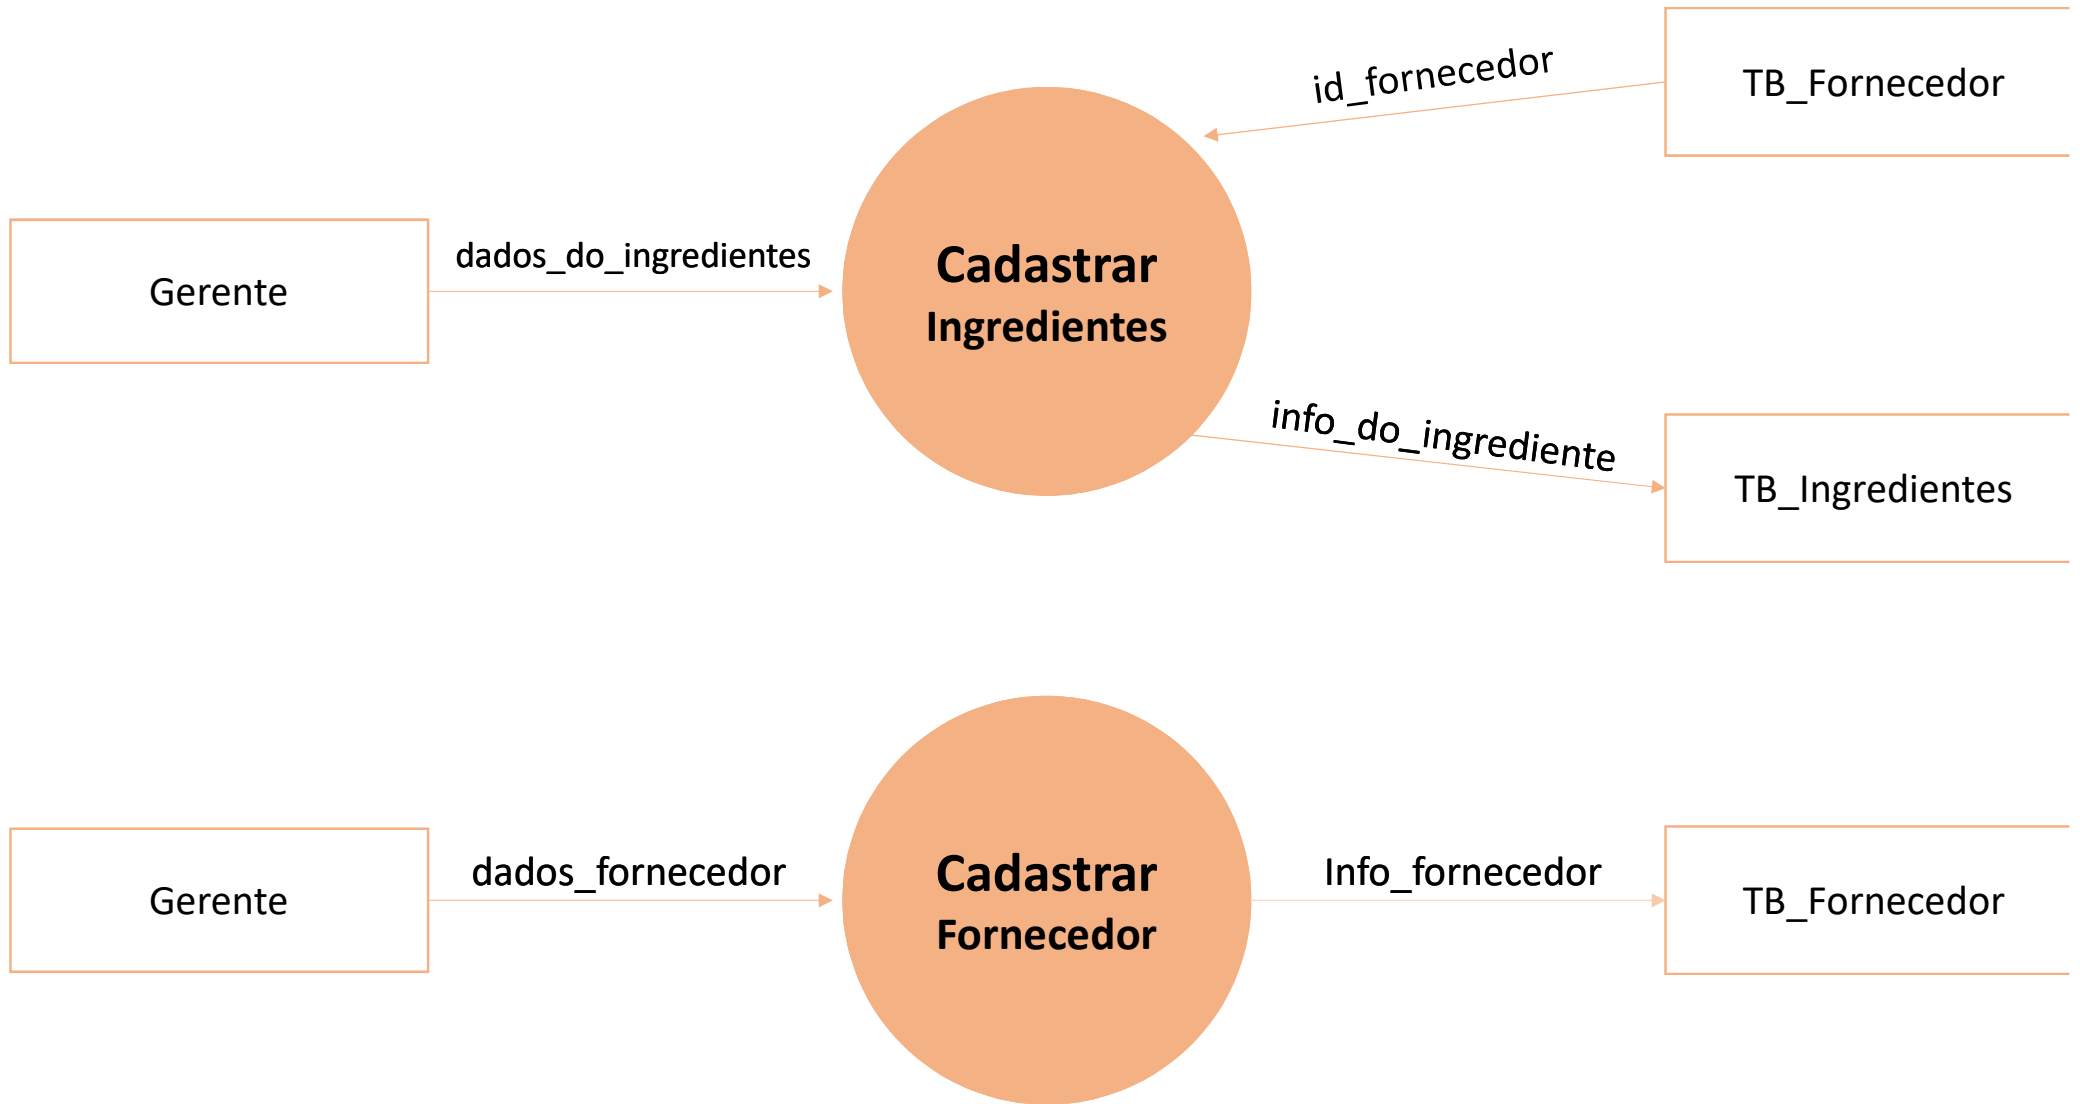 id_fornecedor
TB_Fornecedor
Gerente
dados_do_ingredientes
Cadastrar
Ingredientes
info_do_ingrediente
TB_Ingredientes
Gerente
dados_fornecedor
Cadastrar
Fornecedor
Info_fornecedor
TB_Fornecedor